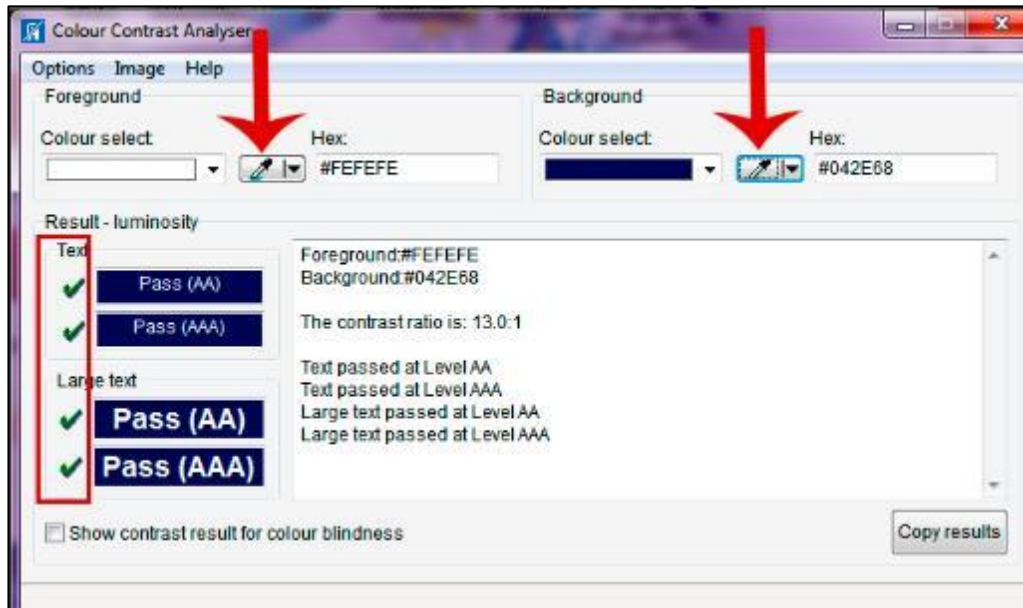 Colour Contrast Analyser
Options Image Help
Foreground
Colour select:
Hex:
#FEFEFE
Background
Colour select:
Hex:
#042E68
Result - luminosity
Text
Pass (AA)
Pass (AAA)
Large text
Pass (AA)
Pass (AAA)
Foreground:#FEFEFE
Background:#042E68
The contrast ratio is: 13.0:1
Text passed at Level AA
Text passed at Level AAA
Large text passed at Level AA
Large text passed at Level AAA
Show contrast result for colour blindness
Copy results